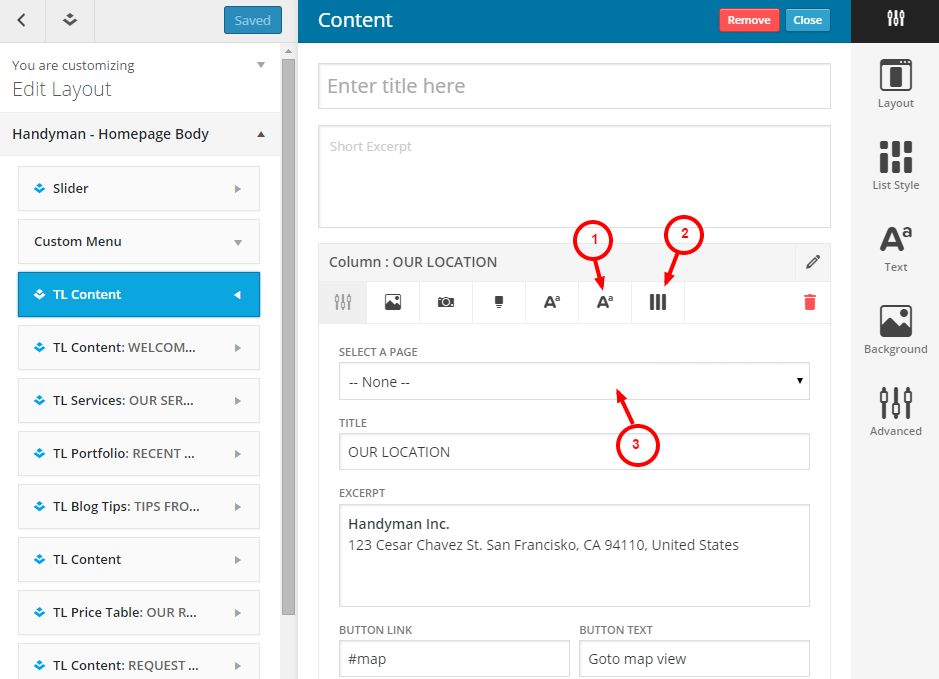 Saved
You are customizing
Edit Layout
Handyman - Homepage Body
Slider
Custom Menu
TL Content
TL Content: WELCOM...
TL Services: OUR SER...
TL Portfolio: RECENT ...
TL Blog Tips: TIPS FRO...
TL Content
TL Price Table: OUR R...
TL Content: REQUEST ...
Content
Remove
Close
Enter title here
Short Excerpt
1
2
Column : OUR LOCATION
Aa
Aa
SELECT A PAGE
-- None --
3
TITLE
OUR LOCATION
EXCERPT
Handyman Inc.
123 Cesar Chavez St. San Francisko, CA 94110, United States
BUTTON LINK
BUTTON TEXT
#map
Goto map view
Layout
List Style
Aa
Text
Background
Advanced